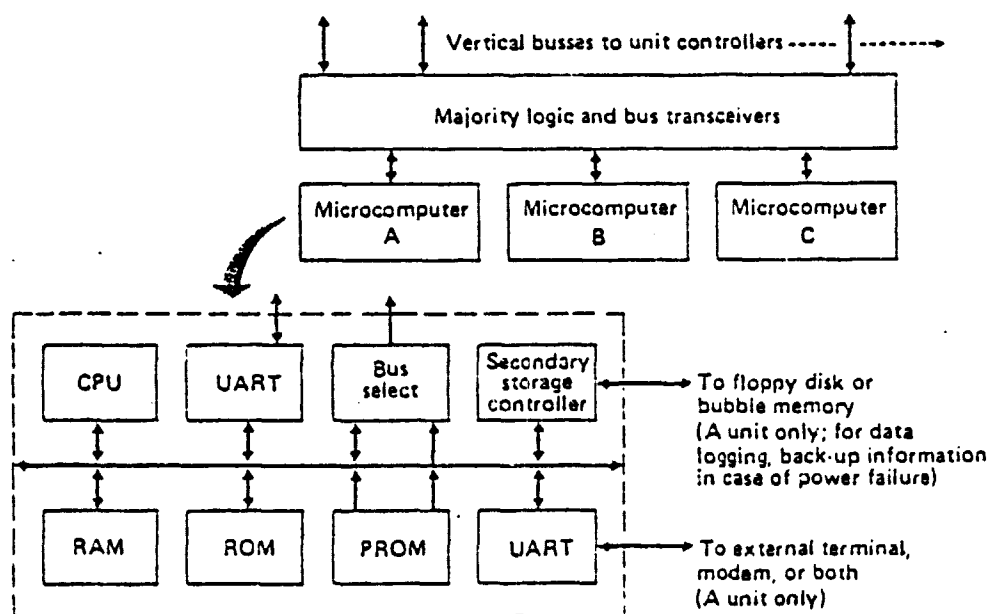 Vertical busses to unit controllers
Majority logic and bus transceivers
Microcomputer
A
Microcomputer
B
Microcomputer
C
CPU
UART
Bus
select
Secondary
storage
controller
To floppy disk or
bubble memory
(A unit only; for data
logging, back-up information
in case of power failure)
RAM
ROM
PROM
UART
To external terminal,
modem, or both
(A unit only)